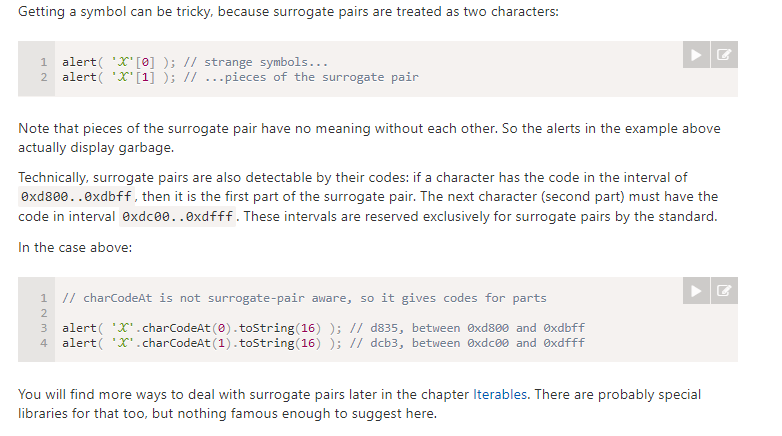 Getting a symbol can be tricky, because surrogate pairs are treated as two characters:
1 alert( '𝒳'[0] ); // strange symbols...
2 alert( '𝒳'[1] ); // ...pieces of the surrogate pair
Note that pieces of the surrogate pair have no meaning without each other. So the alerts in the example above
actually display garbage.
Technically, surrogate pairs are also detectable by their codes: if a character has the code in the interval of
0xd800..0xdbff, then it is the first part of the surrogate pair. The next character (second part) must have the
code in interval 0xdc00..0xdfff. These intervals are reserved exclusively for surrogate pairs by the standard.
In the case above:
1 // charCodeAt is not surrogate-pair aware, so it gives codes for parts
2
3 alert( '𝒳'.charCodeAt(0).toString(16) ); // d835, between 0xd800 and 0xdbff
4 alert( '𝒳'.charCodeAt(1).toString(16) ); // dcb3, between 0xdc00 and 0xdfff
You will find more ways to deal with surrogate pairs later in the chapter Iterables. There are probably special
libraries for that too, but nothing famous enough to suggest here.